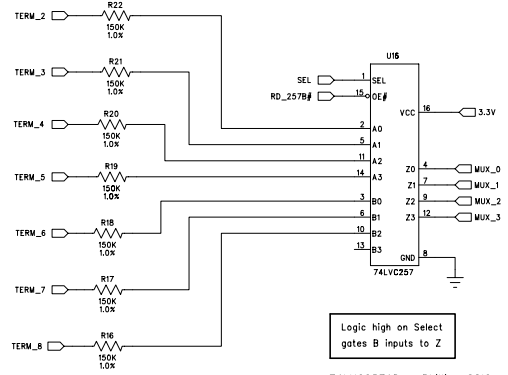 TERM_2
R22
150K
1.0%
TERM_3
R21
150K
1.0%
TERM_4
R20
150K
1.0%
TERM_5
R19
150K
1.0%
TERM_6
R18
150K
1.0%
TERM_7
R17
150K
1.0%
TERM_8
R16
150K
1.0%
U16
SEL 1 SEL
RD_257B# 15 OE#
VCC 16 3.3V
2 A0
5 A1
11 A2
14 A3
3 B0
6 B1
10 B2
13 B3
Z0 4 MUX_0
Z1 7 MUX_1
Z2 9 MUX_2
Z3 12 MUX_3
GND 8
74LVC257
Logic high on Select
gates B inputs to Z